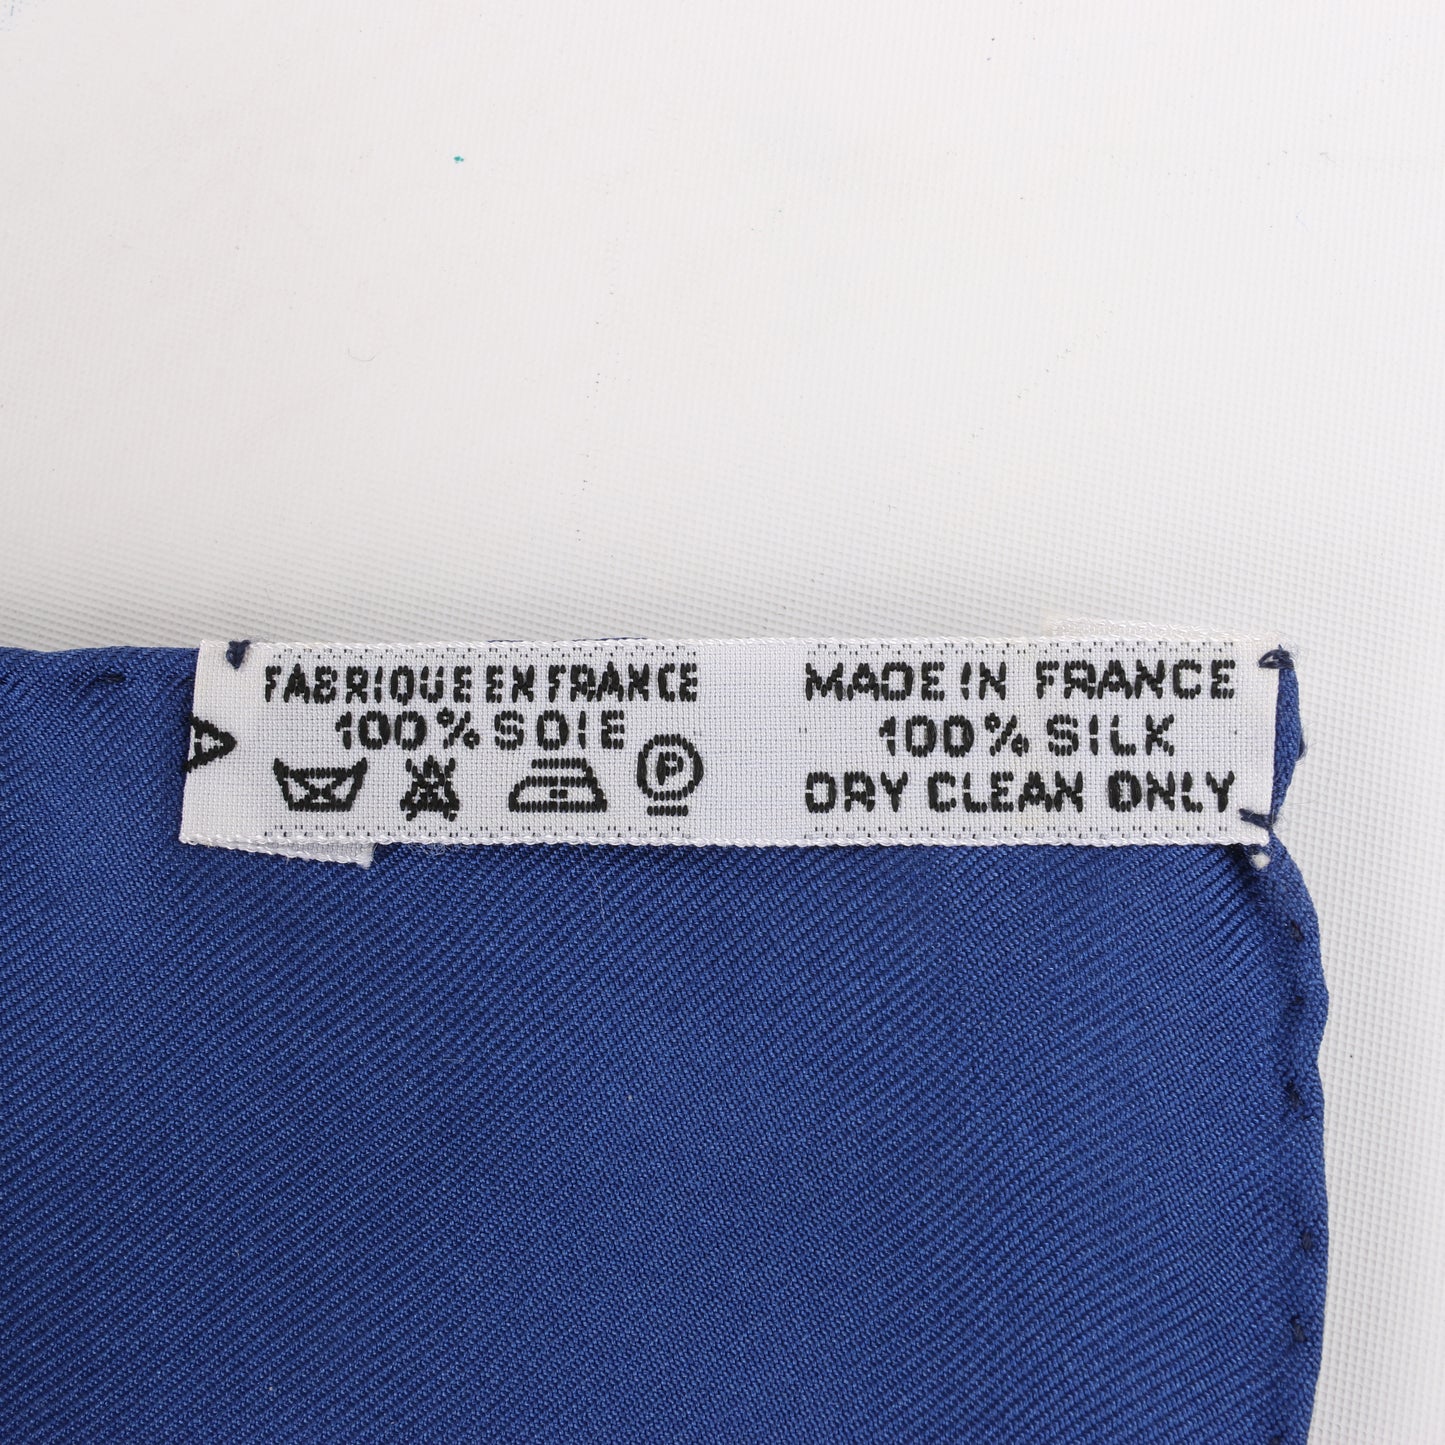 FABRIQUE EN FRANCE
100% SOIE
P
A
MADE IN FRANCE
100% SILK
DRY CLEAN ONLY